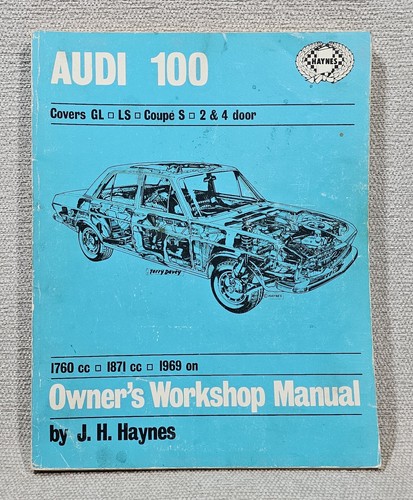 AUDI 100
HAYNES
Covers GL □ LS □ Coupé S □ 2 & 4 door
Terry Davey
1760 cc □ 1871 cc □ 1969 on
Owner's Workshop Manual
by J. H. Haynes